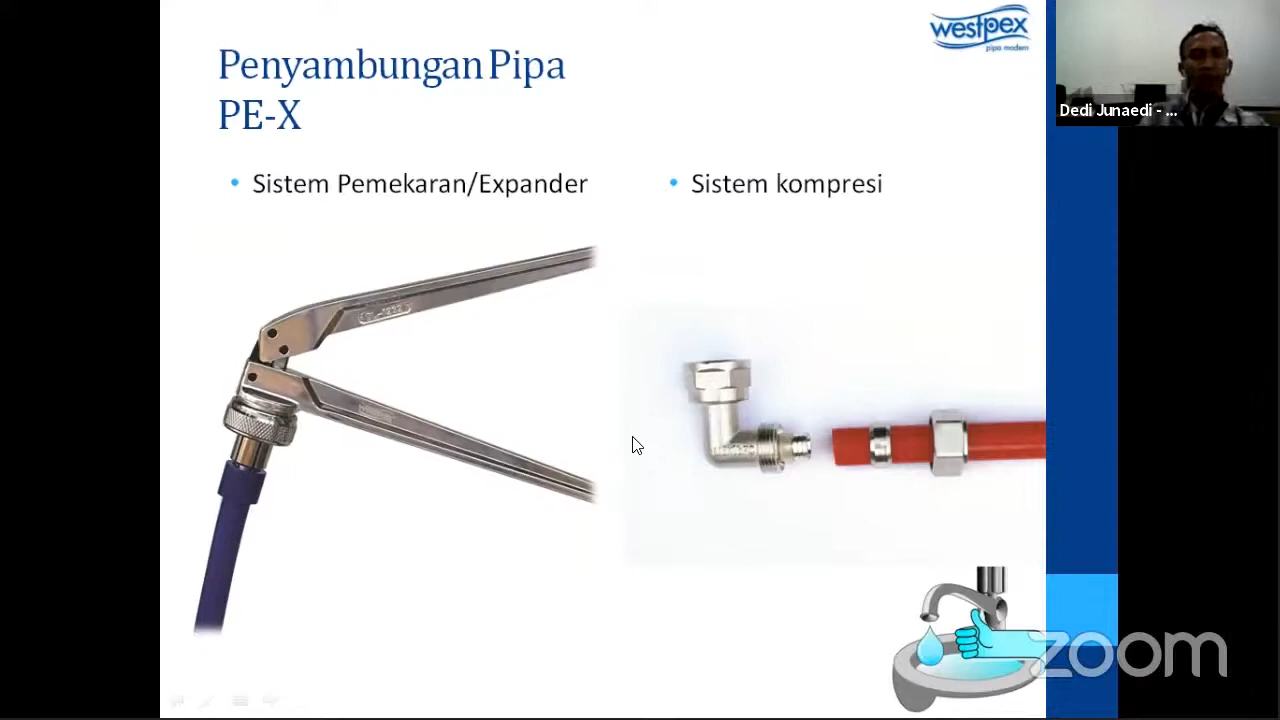 westpex
pipa modern
Penyambungan Pipa
PE-X
Dedi Junaedi - ...
• Sistem Pemekaran/Expander
• Sistem kompresi
zoom